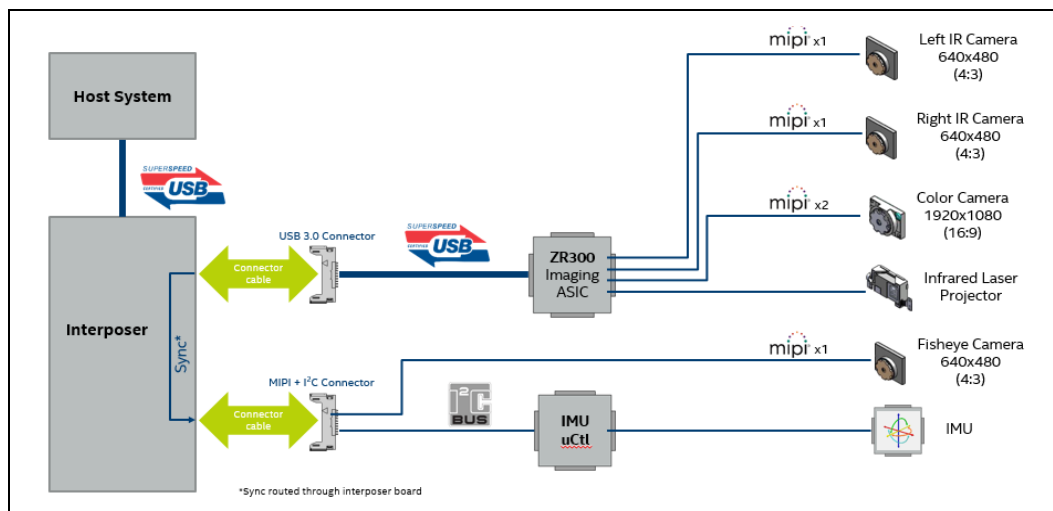 Host System
SUPERSPEED
CERTIFIED
USB
Interposer
Sync*
Connector
cable
USB 3.0 Connector
SUPERSPEED
CERTIFIED
USB
ZR300
Imaging
ASIC
mipi x1
Left IR Camera
640x480
(4:3)
mipi x1
Right IR Camera
640x480
(4:3)
mipi x2
Color Camera
1920x1080
(16:9)
Infrared Laser
Projector
MIPI + I²C Connector
Connector
cable
I²C
BUS
IMU
uCtl
mipi x1
Fisheye Camera
640x480
(4:3)
IMU
*Sync routed through interposer board